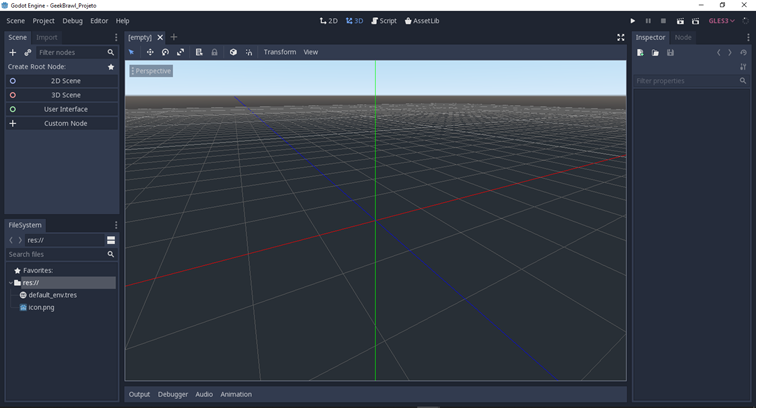 Godot Engine - GeekBrawl_Projeto
Scene Project Debug Editor Help
2D 3D Script AssetLib
GLES3
Scene Import
Filter nodes
Create Root Node:
2D Scene
3D Scene
User Interface
Custom Node
FileSystem
res://
Search files
Favorites:
res://
default_env.tres
icon.png
[empty]
Transform View
Perspective
Output Debugger Audio Animation
Inspector Node
Filter properties